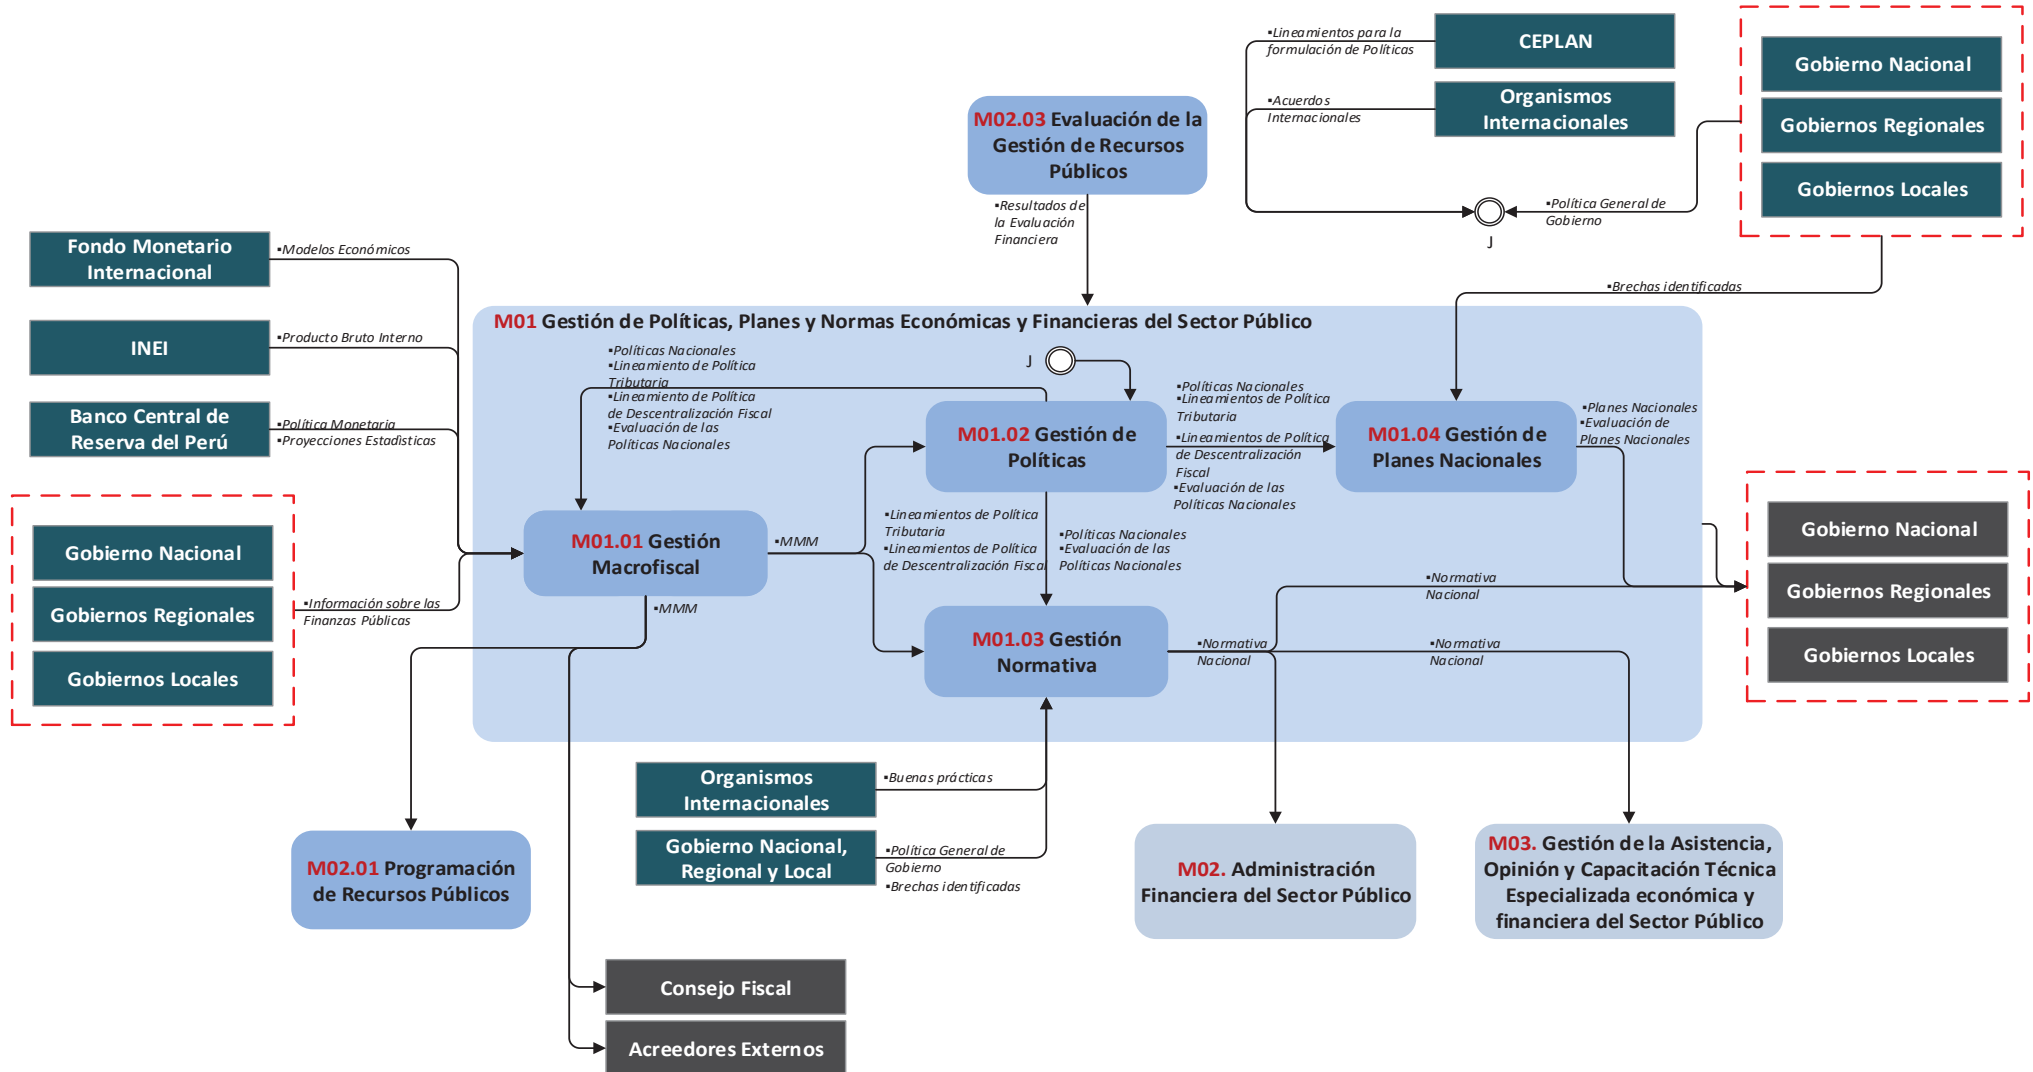 ▪Lineamientos para la
formulación de Políticas
CEPLAN
▪Acuerdos
Internacionales
Organismos
Internacionales
Gobierno Nacional
Gobiernos Regionales
Gobiernos Locales
▪Política General de
Gobierno
J
▪Brechas identificadas
M02.03 Evaluación de la
Gestión de Recursos
Públicos
▪Resultados de
la Evaluación
Financiera
Fondo Monetario
Internacional
▪Modelos Económicos
INEI
▪Producto Bruto Interno
Banco Central de
Reserva del Perú
▪Política Monetaria
▪Proyecciones Estadìsticas
Gobierno Nacional
Gobiernos Regionales
Gobiernos Locales
▪Información sobre las
Finanzas Públicas
M01 Gestión de Políticas, Planes y Normas Económicas y Financieras del Sector Público
▪Políticas Nacionales
▪Lineamiento de Política
Tributaria
▪Lineamiento de Política
de Descentralización Fiscal
▪Evaluación de las
Políticas Nacionales
J
M01.02 Gestión de
Políticas
▪Políticas Nacionales
▪Lineamientos de Política
Tributaria
▪Lineamientos de Política
de Descentralización
Fiscal
▪Evaluación de las
Políticas Nacionales
M01.04 Gestión de
Planes Nacionales
▪Planes Nacionales
▪Evaluación de
Planes Nacionales
M01.01 Gestión
Macrofiscal
▪MMM
▪MMM
▪Lineamientos de Política
Tributaria
▪Lineamientos de Política
de Descentralización Fiscal
▪Políticas Nacionales
▪Evaluación de las
Políticas Nacionales
M01.03 Gestión
Normativa
▪Normativa
Nacional
▪Normativa
Nacional
▪Normativa
Nacional
Gobierno Nacional
Gobiernos Regionales
Gobiernos Locales
Organismos
Internacionales
▪Buenas prácticas
Gobierno Nacional,
Regional y Local
▪Política General de
Gobierno
▪Brechas identificadas
M02.01 Programación
de Recursos Públicos
M02. Administración
Financiera del Sector Público
M03. Gestión de la Asistencia,
Opinión y Capacitación Técnica
Especializada económica y
financiera del Sector Público
Consejo Fiscal
Acreedores Externos